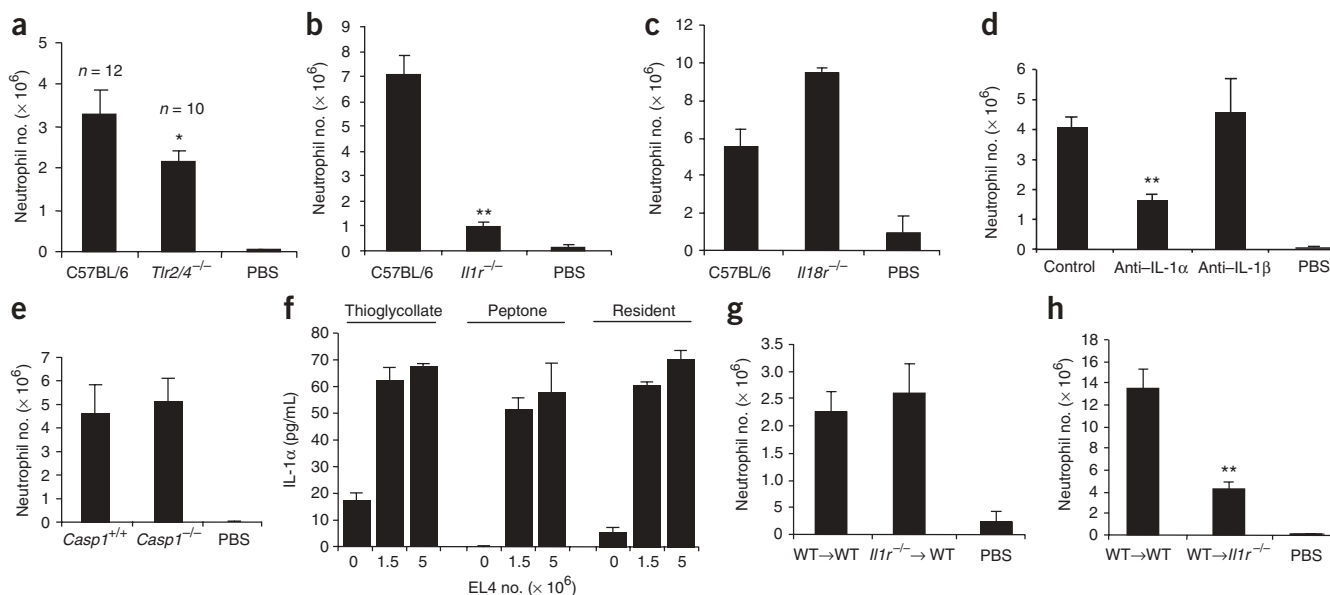 a
Neutrophil no. (× 10⁶)
5
4
3
2
1
0
n = 12
n = 10
*
C57BL/6 Tlr2/4⁻/⁻ PBS
b
Neutrophil no. (× 10⁶)
9
8
7
6
5
4
3
2
1
0
**
C57BL/6 Il1r⁻/⁻ PBS
c
Neutrophil no. (× 10⁶)
12
10
8
6
4
2
0
C57BL/6 Il18r⁻/⁻ PBS
d
Neutrophil no. (× 10⁶)
6
5
4
3
2
1
0
**
Control Anti–IL-1α Anti–IL-1β PBS
e
Neutrophil no. (× 10⁶)
7
6
5
4
3
2
1
0
Casp1⁺/⁺ Casp1⁻/⁻ PBS
f
Thioglycollate Peptone Resident
IL-1α (pg/mL)
80
70
60
50
40
30
20
10
0
0 1.5 5 0 1.5 5 0 1.5 5
EL4 no. (× 10⁶)
g
Neutrophil no. (× 10⁶)
3.5
3.0
2.5
2.0
1.5
1.0
5
0
WT→WT Il1r⁻/⁻→WT PBS
h
Neutrophil no. (× 10⁶)
18
16
14
12
10
8
6
4
2
0
**
WT→WT WT→Il1r⁻/⁻ PBS